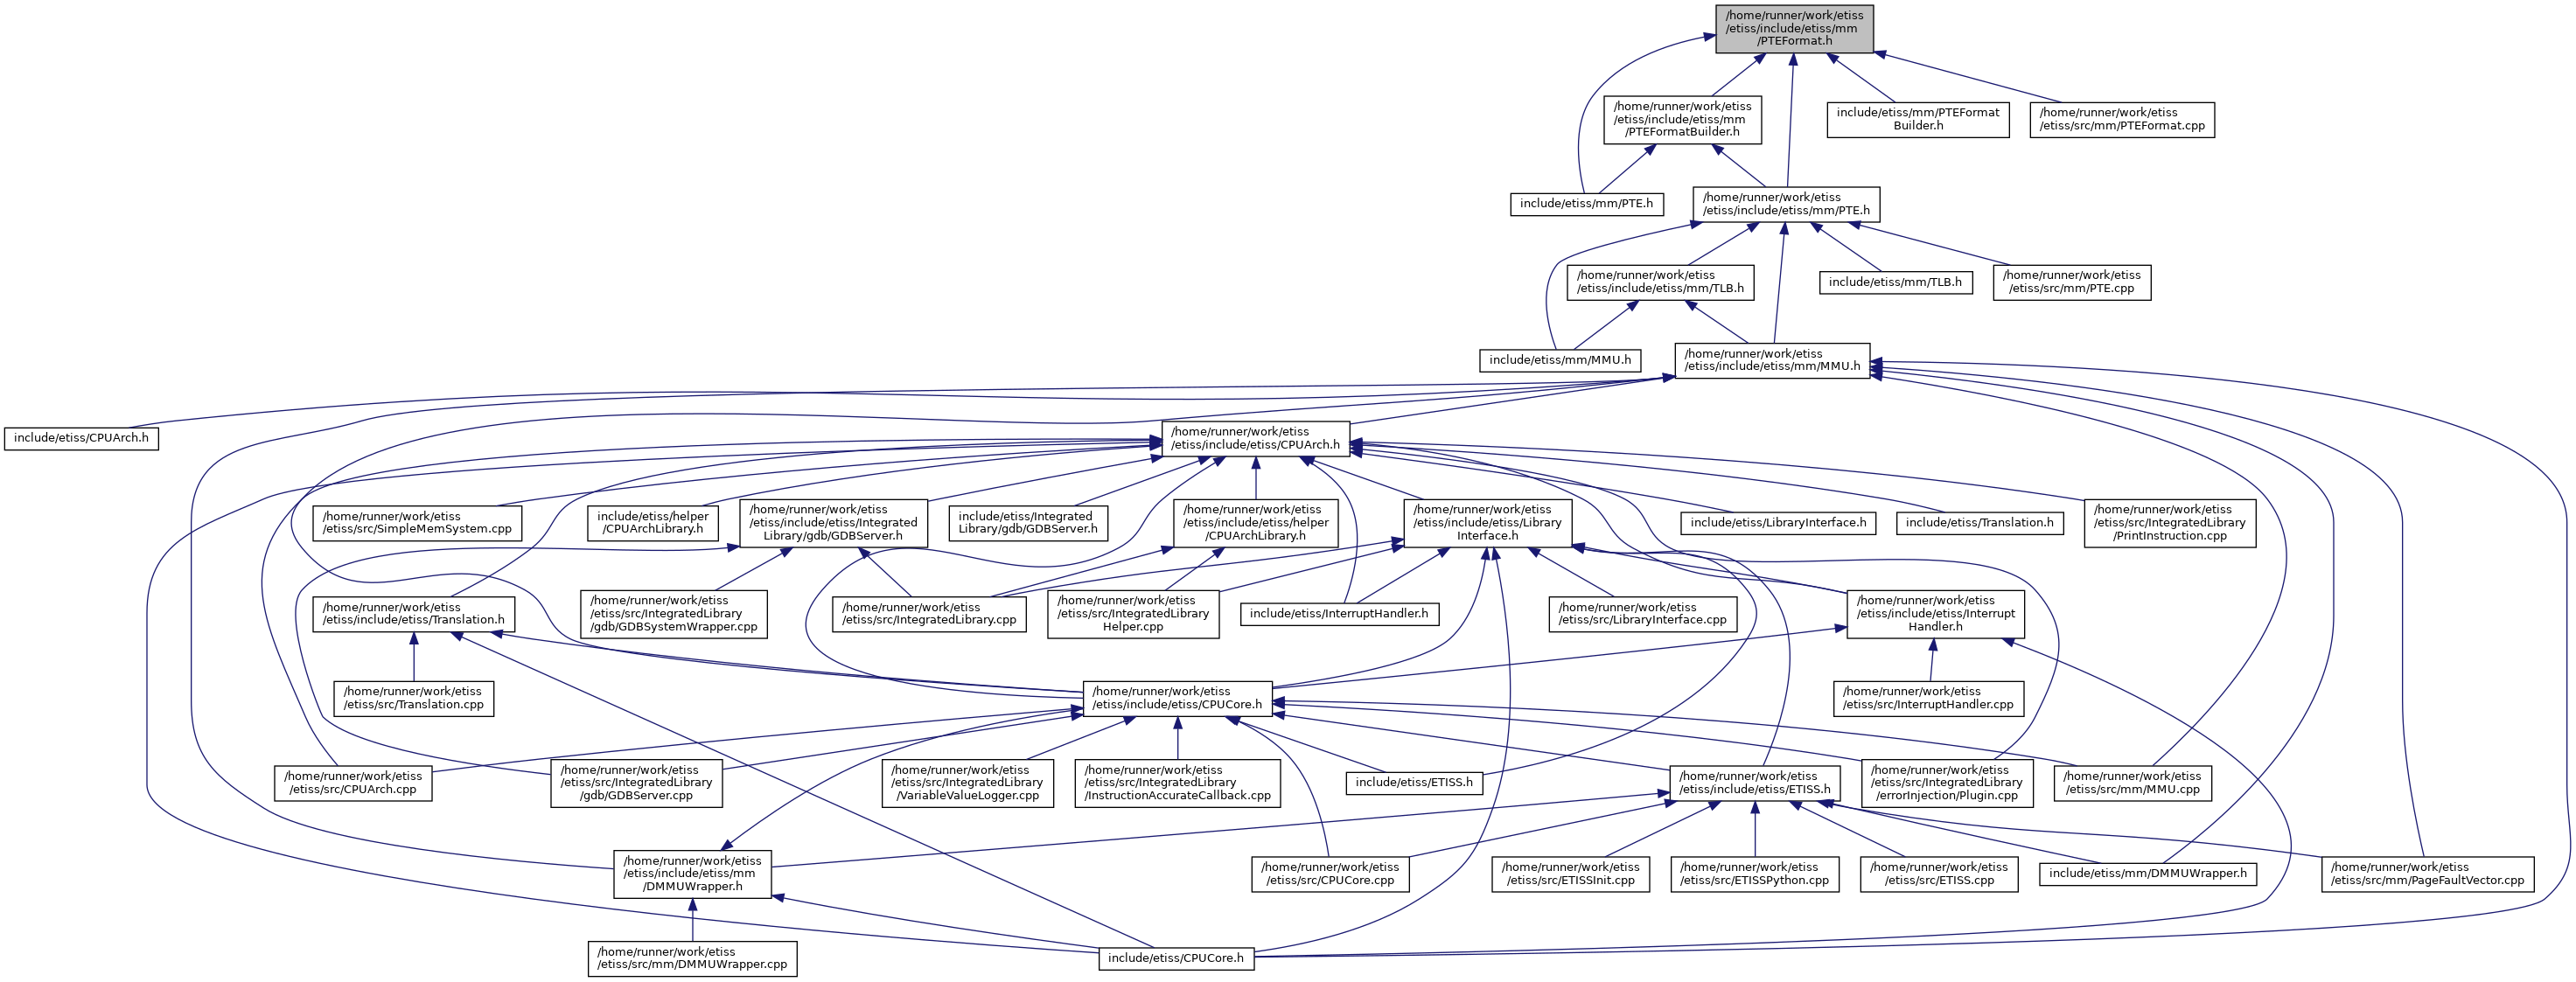 /home/runner/work/etiss
/etiss/include/etiss/mm
/PTEFormat.h
/home/runner/work/etiss
/etiss/include/etiss/mm
/PTEFormatBuilder.h
include/etiss/mm/PTEFormat
Builder.h
/home/runner/work/etiss
/etiss/src/mm/PTEFormat.cpp
include/etiss/mm/PTE.h
/home/runner/work/etiss
/etiss/include/etiss/mm/PTE.h
/home/runner/work/etiss
/etiss/include/etiss/mm/TLB.h
include/etiss/mm/TLB.h
/home/runner/work/etiss
/etiss/src/mm/PTE.cpp
include/etiss/mm/MMU.h
/home/runner/work/etiss
/etiss/include/etiss/mm/MMU.h
include/etiss/CPUArch.h
/home/runner/work/etiss
/etiss/include/etiss/CPUArch.h
/home/runner/work/etiss
/etiss/src/SimpleMemSystem.cpp
include/etiss/helper
/CPUArchLibrary.h
/home/runner/work/etiss
/etiss/include/etiss/Integrated
Library/gdb/GDBServer.h
include/etiss/Integrated
Library/gdb/GDBServer.h
/home/runner/work/etiss
/etiss/include/etiss/helper
/CPUArchLibrary.h
/home/runner/work/etiss
/etiss/include/etiss/Library
Interface.h
include/etiss/LibraryInterface.h
include/etiss/Translation.h
/home/runner/work/etiss
/etiss/src/IntegratedLibrary
/PrintInstruction.cpp
/home/runner/work/etiss
/etiss/include/etiss/Translation.h
/home/runner/work/etiss
/etiss/src/IntegratedLibrary
/gdb/GDBSystemWrapper.cpp
/home/runner/work/etiss
/etiss/src/IntegratedLibrary.cpp
/home/runner/work/etiss
/etiss/src/IntegratedLibrary
Helper.cpp
include/etiss/InterruptHandler.h
/home/runner/work/etiss
/etiss/src/LibraryInterface.cpp
/home/runner/work/etiss
/etiss/include/etiss/Interrupt
Handler.h
/home/runner/work/etiss
/etiss/src/Translation.cpp
/home/runner/work/etiss
/etiss/include/etiss/CPUCore.h
/home/runner/work/etiss
/etiss/src/InterruptHandler.cpp
/home/runner/work/etiss
/etiss/src/CPUArch.cpp
/home/runner/work/etiss
/etiss/src/IntegratedLibrary
/gdb/GDBServer.cpp
/home/runner/work/etiss
/etiss/src/IntegratedLibrary
/VariableValueLogger.cpp
/home/runner/work/etiss
/etiss/src/IntegratedLibrary
/InstructionAccurateCallback.cpp
include/etiss/ETISS.h
/home/runner/work/etiss
/etiss/include/etiss/ETISS.h
/home/runner/work/etiss
/etiss/src/IntegratedLibrary
/errorInjection/Plugin.cpp
/home/runner/work/etiss
/etiss/src/mm/MMU.cpp
/home/runner/work/etiss
/etiss/include/etiss/mm
/DMMUWrapper.h
/home/runner/work/etiss
/etiss/src/CPUCore.cpp
/home/runner/work/etiss
/etiss/src/ETISSInit.cpp
/home/runner/work/etiss
/etiss/src/ETISSPython.cpp
/home/runner/work/etiss
/etiss/src/ETISS.cpp
include/etiss/mm/DMMUWrapper.h
/home/runner/work/etiss
/etiss/src/mm/PageFaultVector.cpp
/home/runner/work/etiss
/etiss/src/mm/DMMUWrapper.cpp
include/etiss/CPUCore.h